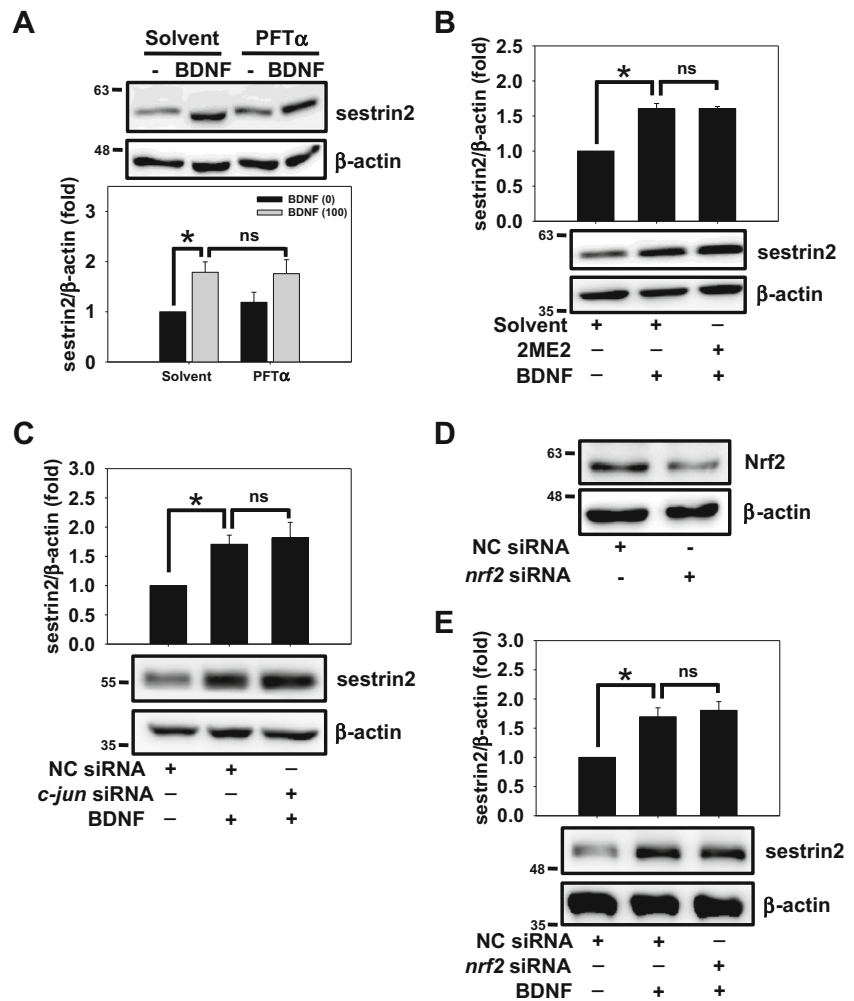 A
Solvent PFTα
- BDNF - BDNF
63
sestrin2
48
β-actin
sestrin2/β-actin (fold)
3
2
1
0
BDNF (0)
BDNF (100)
*
ns
Solvent PFTα
B
sestrin2/β-actin (fold)
2.0
1.5
1.0
0.5
0.0
*
ns
63
sestrin2
β-actin
35
Solvent + + –
2ME2 – – +
BDNF – + +
C
sestrin2/β-actin (fold)
3.0
2.5
2.0
1.5
1.0
0.5
0.0
*
ns
55
sestrin2
β-actin
35
NC siRNA + + –
c-jun siRNA – – +
BDNF – + +
D
63
Nrf2
48
β-actin
NC siRNA + -
nrf2 siRNA - +
E
sestrin2/β-actin (fold)
3.0
2.5
2.0
1.5
1.0
0.5
0.0
*
ns
sestrin2
48
β-actin
35
NC siRNA + + –
nrf2 siRNA – – +
BDNF – + +